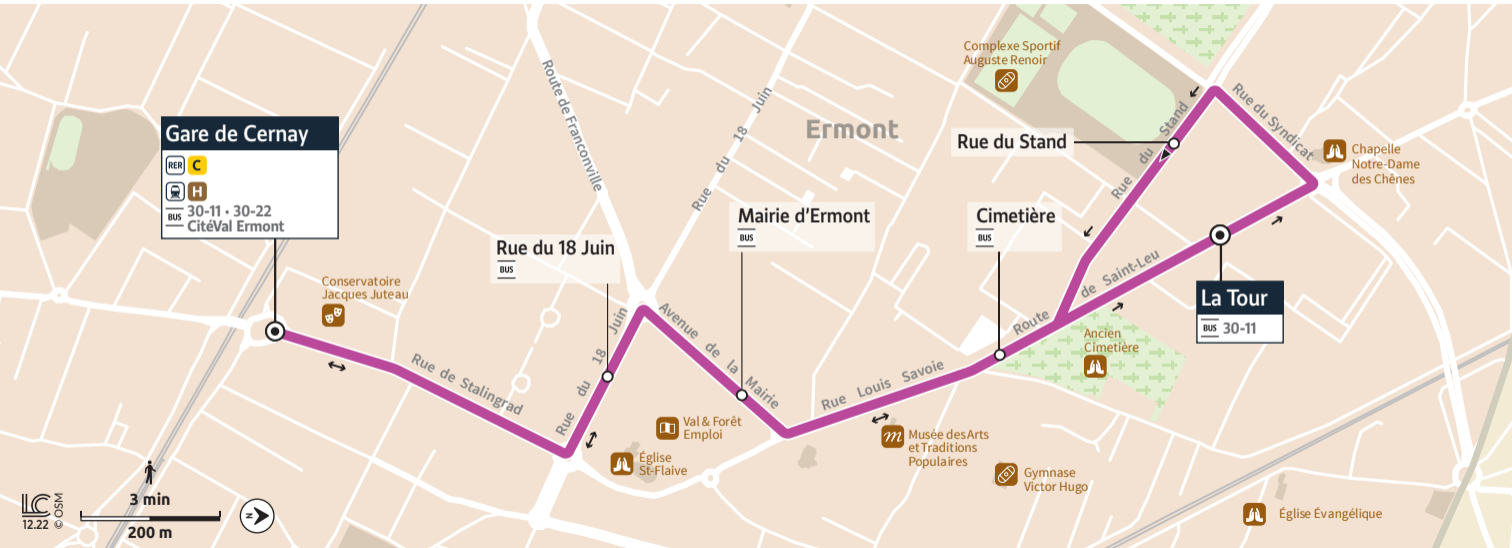 Complexe Sportif
Auguste Renoir
Route de Franconville
Rue du 18 Juin
Ermont
Rue du Stand
Rue du Syndicat
Rue du Stand
Gare de Cernay
RER C
H
BUS 30-11 • 30-22
CitéVal Ermont
Chapelle
Notre-Dame
des Chênes
Mairie d'Ermont
BUS
Cimetière
BUS
Rue du 18 Juin
BUS
Conservatoire
Jacques Juteau
Route de Saint-Leu
La Tour
BUS 30-11
Rue de Stalingrad
Rue du 18 Juin
Avenue de la Mairie
Rue Louis Savoie
Ancien
Cimetière
Val & Forêt
Emploi
Église
St-Flaive
m
Musée des Arts
et Traditions
Populaires
Gymnase
Victor Hugo
Église Évangélique
LC
12.22
© OSM
3 min
200 m
N